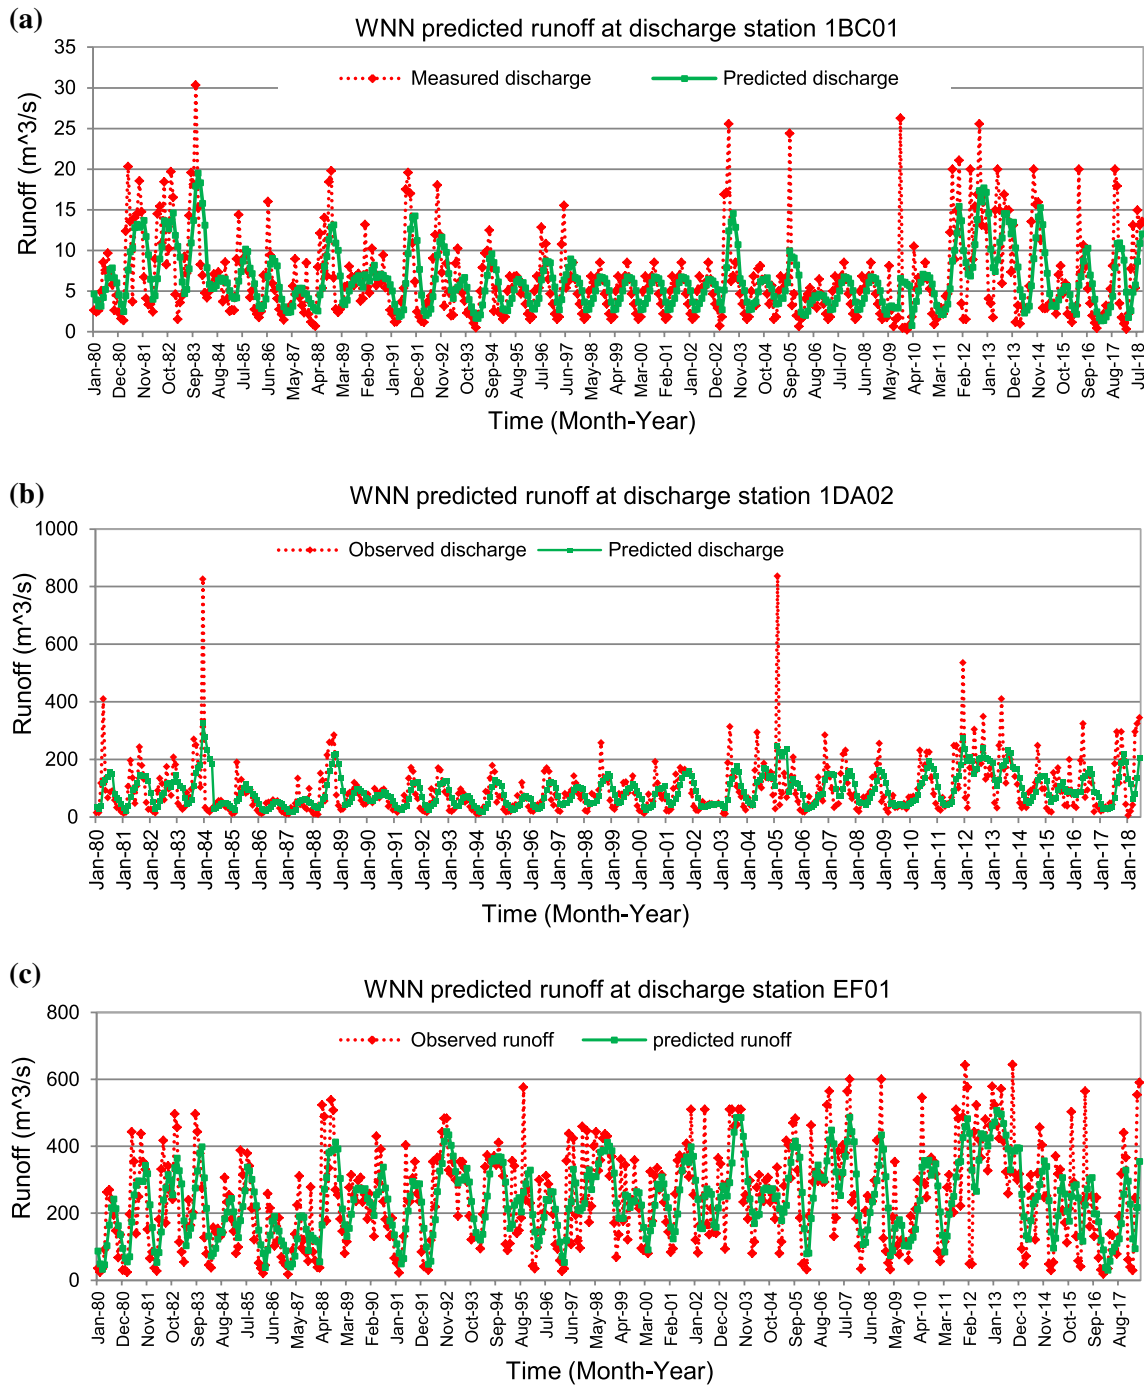 (a)
WNN predicted runoff at discharge station 1BC01
Measured discharge
Predicted discharge
Runoff (m^3/s)
35
30
25
20
15
10
5
0
Jan-80
Dec-80
Nov-81
Oct-82
Sep-83
Aug-84
Jul-85
Jun-86
May-87
Apr-88
Mar-89
Feb-90
Jan-91
Dec-91
Nov-92
Oct-93
Sep-94
Aug-95
Jul-96
Jun-97
May-98
Apr-99
Mar-00
Feb-01
Jan-02
Dec-02
Nov-03
Oct-04
Sep-05
Aug-06
Jul-07
Jun-08
May-09
Apr-10
Mar-11
Feb-12
Jan-13
Dec-13
Nov-14
Oct-15
Sep-16
Aug-17
Jul-18
Time (Month-Year)
(b)
WNN predicted runoff at discharge station 1DA02
Observed discharge
Predicted discharge
Runoff (m^3/s)
1000
800
600
400
200
0
Jan-80
Jan-81
Jan-82
Jan-83
Jan-84
Jan-85
Jan-86
Jan-87
Jan-88
Jan-89
Jan-90
Jan-91
Jan-92
Jan-93
Jan-94
Jan-95
Jan-96
Jan-97
Jan-98
Jan-99
Jan-00
Jan-01
Jan-02
Jan-03
Jan-04
Jan-05
Jan-06
Jan-07
Jan-08
Jan-09
Jan-10
Jan-11
Jan-12
Jan-13
Jan-14
Jan-15
Jan-16
Jan-17
Jan-18
Time (Month-Year)
(c)
WNN predicted runoff at discharge station EF01
Observed runoff
predicted runoff
Runoff (m^3/s)
800
600
400
200
0
Jan-80
Dec-80
Nov-81
Oct-82
Sep-83
Aug-84
Jul-85
Jun-86
May-87
Apr-88
Mar-89
Feb-90
Jan-91
Dec-91
Nov-92
Oct-93
Sep-94
Aug-95
Jul-96
Jun-97
May-98
Apr-99
Mar-00
Feb-01
Jan-02
Dec-02
Nov-03
Oct-04
Sep-05
Aug-06
Jul-07
Jun-08
May-09
Apr-10
Mar-11
Feb-12
Jan-13
Dec-13
Nov-14
Oct-15
Sep-16
Aug-17
Time (Month-Year)